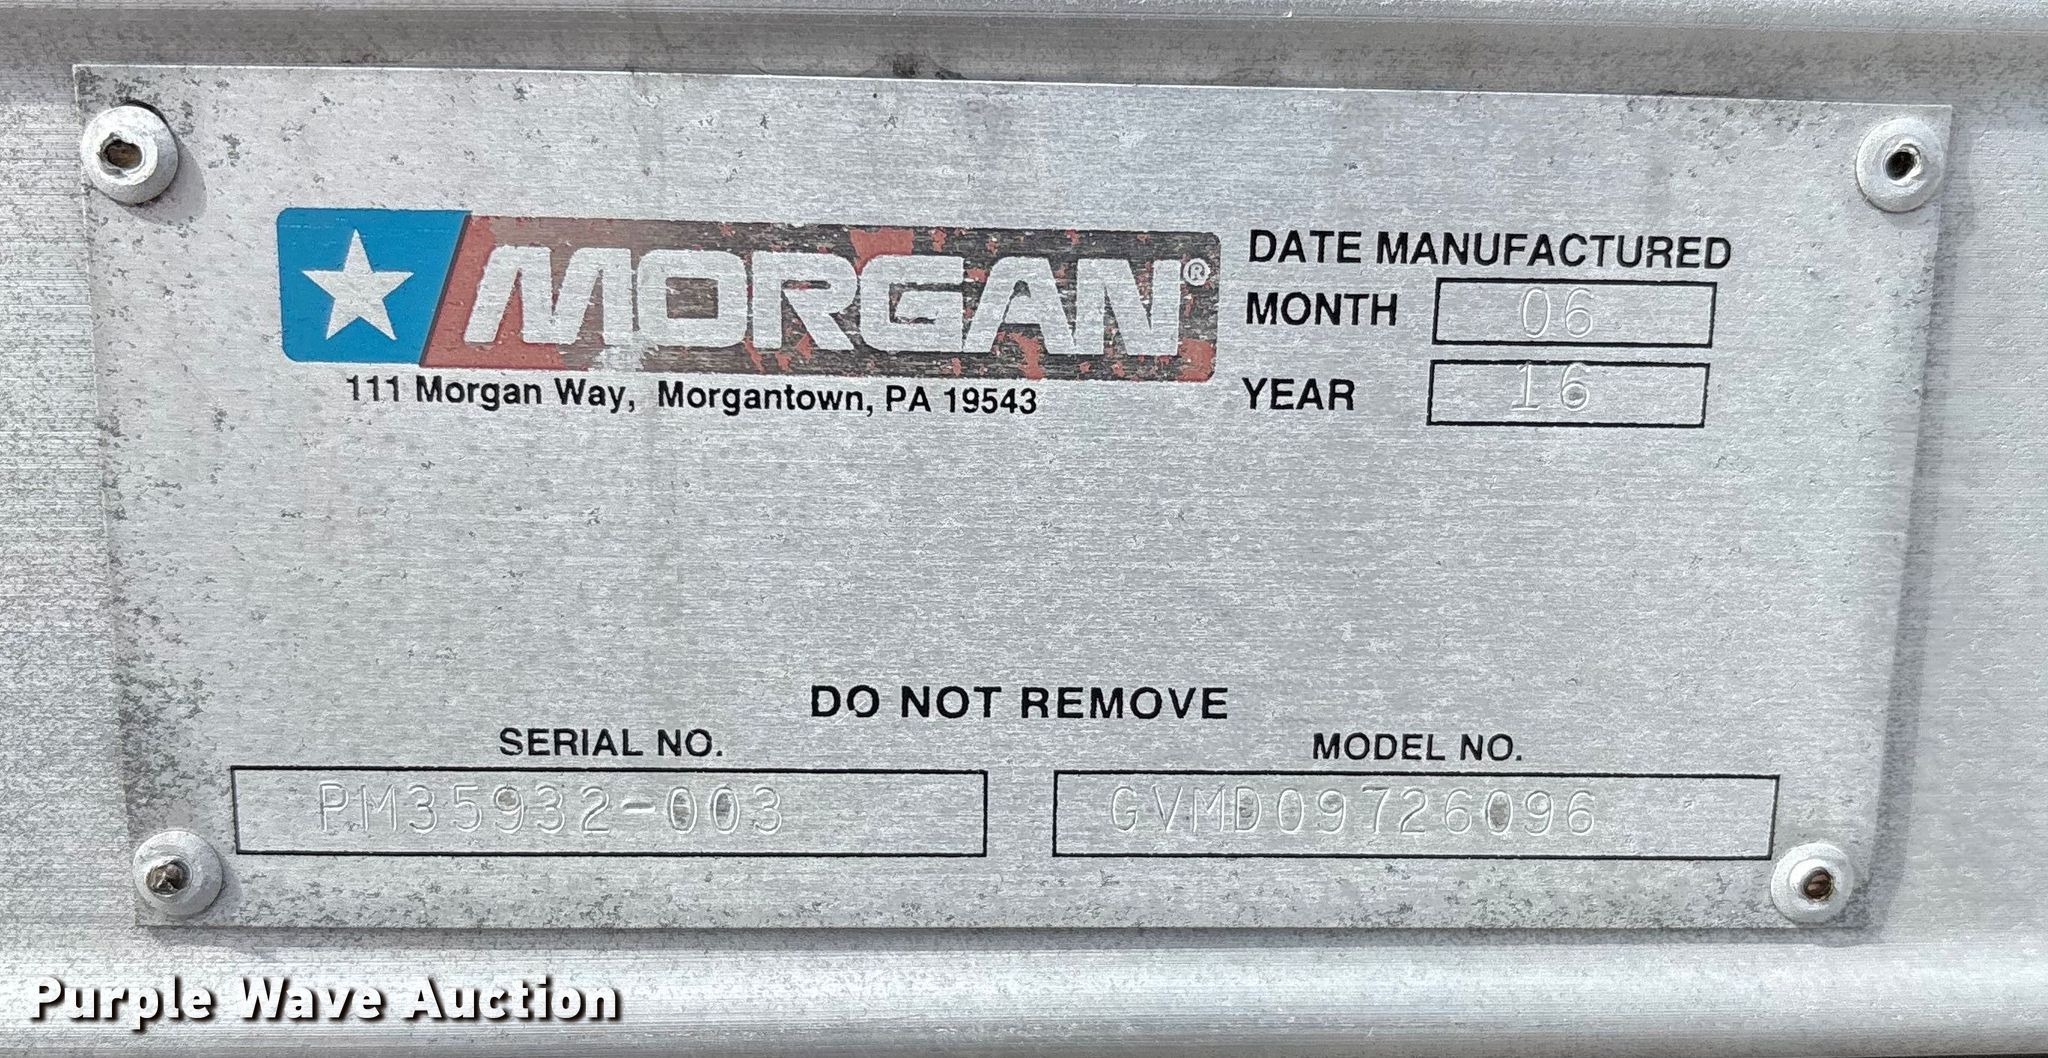 MORGAN®
111 Morgan Way, Morgantown, PA 19543
DATE MANUFACTURED
MONTH 06
YEAR 16
DO NOT REMOVE
SERIAL NO.
PM35932-003
MODEL NO.
GVMD09726096
Purple Wave Auction